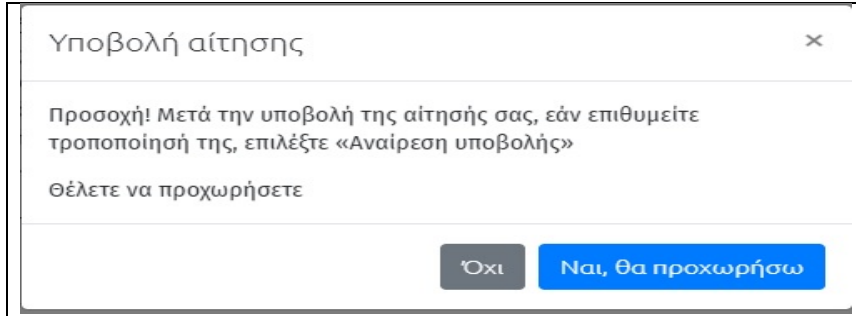 Υποβολή αίτησης
×
Προσοχή! Μετά την υποβολή της αίτησής σας, εάν επιθυμείτε
τροποποίησή της, επιλέξτε «Αναίρεση υποβολής»
Θέλετε να προχωρήσετε
Όχι
Ναι, θα προχωρήσω